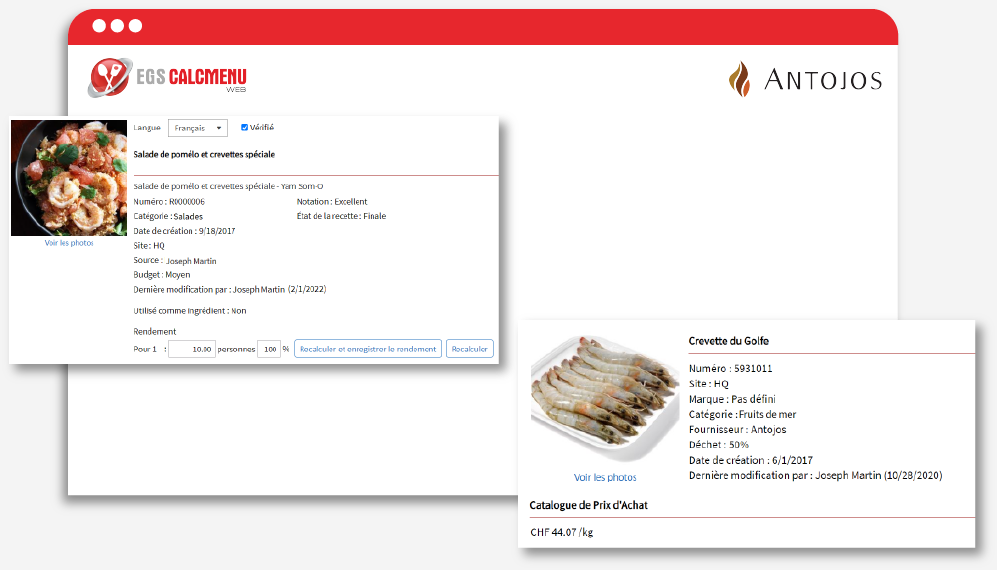 EGS CALCMENU
WEB
ANTOJOS
Langue Français Vérifié
Salade de pomélo et crevettes spéciale
Salade de pomélo et crevettes spéciale - Yam Som-O
Numéro : R0000006 Notation : Excellent
Catégorie : Salades État de la recette : Finale
Date de création : 9/18/2017
Site : HQ
Source : Joseph Martin
Budget : Moyen
Dernière modification par : Joseph Martin (2/1/2022)
Utilisé comme ingrédient : Non
Rendement
Pour 1 : 10.00 personnes 100 % Recalculer et enregistrer le rendement Recalculer
Voir les photos
Crevette du Golfe
Numéro : 5931011
Site : HQ
Marque : Pas défini
Catégorie : Fruits de mer
Fournisseur : Antojos
Déchet : 50%
Date de création : 6/1/2017
Dernière modification par : Joseph Martin (10/28/2020)
Voir les photos
Catalogue de Prix d'Achat
CHF 44.07 /kg